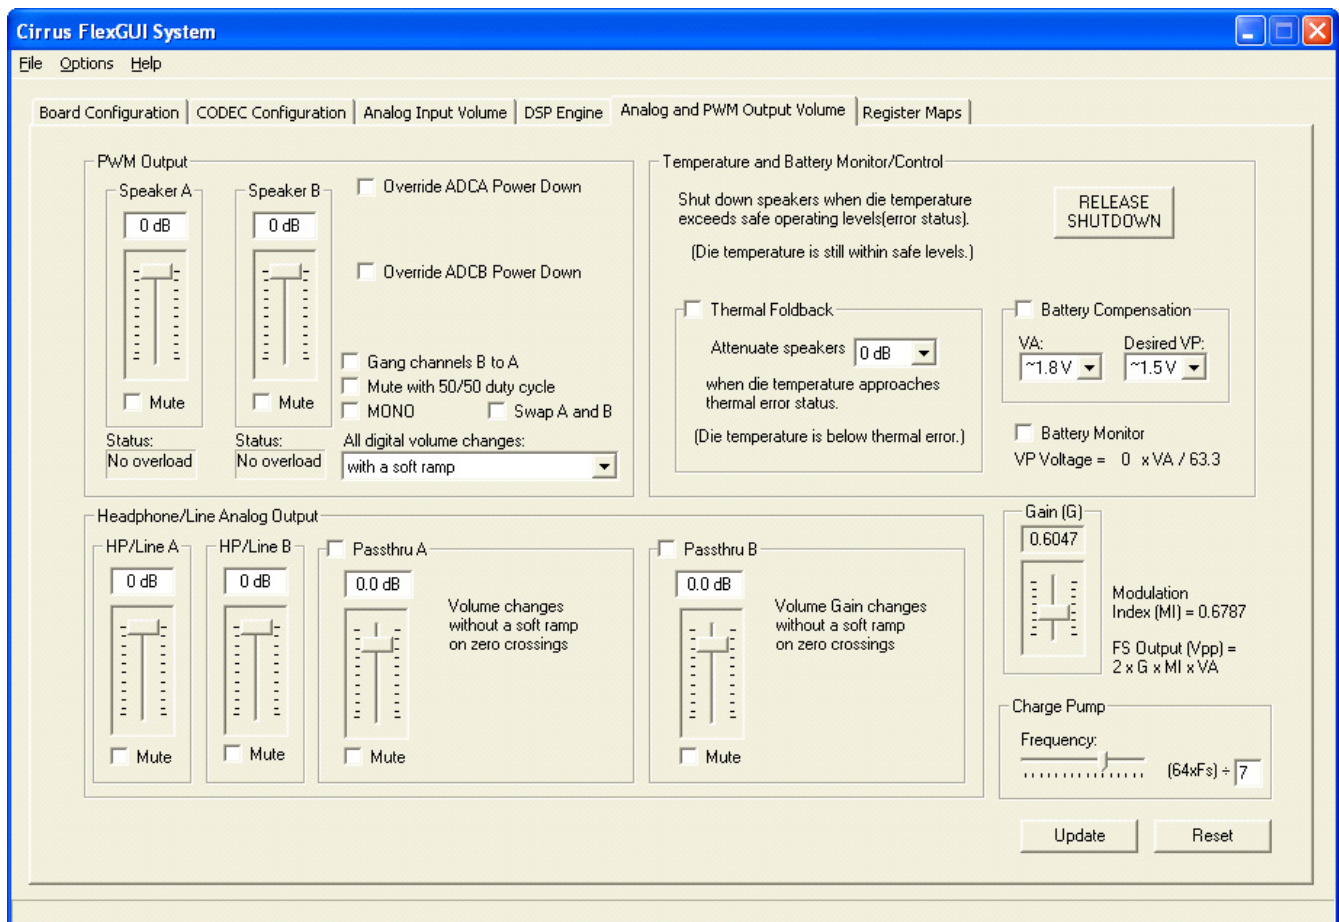 Cirrus FlexGUI System
File Options Help
Board Configuration CODEC Configuration Analog Input Volume DSP Engine Analog and PWM Output Volume Register Maps
PWM Output
Speaker A
0 dB
Mute
Status:
No overload
Speaker B
0 dB
Mute
Status:
No overload
Override ADCA Power Down
Override ADCB Power Down
Gang channels B to A
Mute with 50/50 duty cycle
MONO
Swap A and B
All digital volume changes:
with a soft ramp
Temperature and Battery Monitor/Control
Shut down speakers when die temperature
exceeds safe operating levels(error status).
(Die temperature is still within safe levels.)
RELEASE
SHUTDOWN
Thermal Foldback
Attenuate speakers 0 dB
when die temperature approaches
thermal error status.
(Die temperature is below thermal error.)
Battery Compensation
VA:
~1.8 V
Desired VP:
~1.5 V
Battery Monitor
VP Voltage = 0 x VA / 63.3
Headphone/Line Analog Output
HP/Line A
0 dB
Mute
HP/Line B
0 dB
Mute
Passthru A
0.0 dB
Volume changes
without a soft ramp
on zero crossings
Mute
Passthru B
0.0 dB
Volume Gain changes
without a soft ramp
on zero crossings
Mute
Gain (G)
0.6047
Modulation
Index (MI) = 0.6787
FS Output (Vpp) =
2 x G x MI x VA
Charge Pump
Frequency:
(64xFs) ÷ 7
Update
Reset